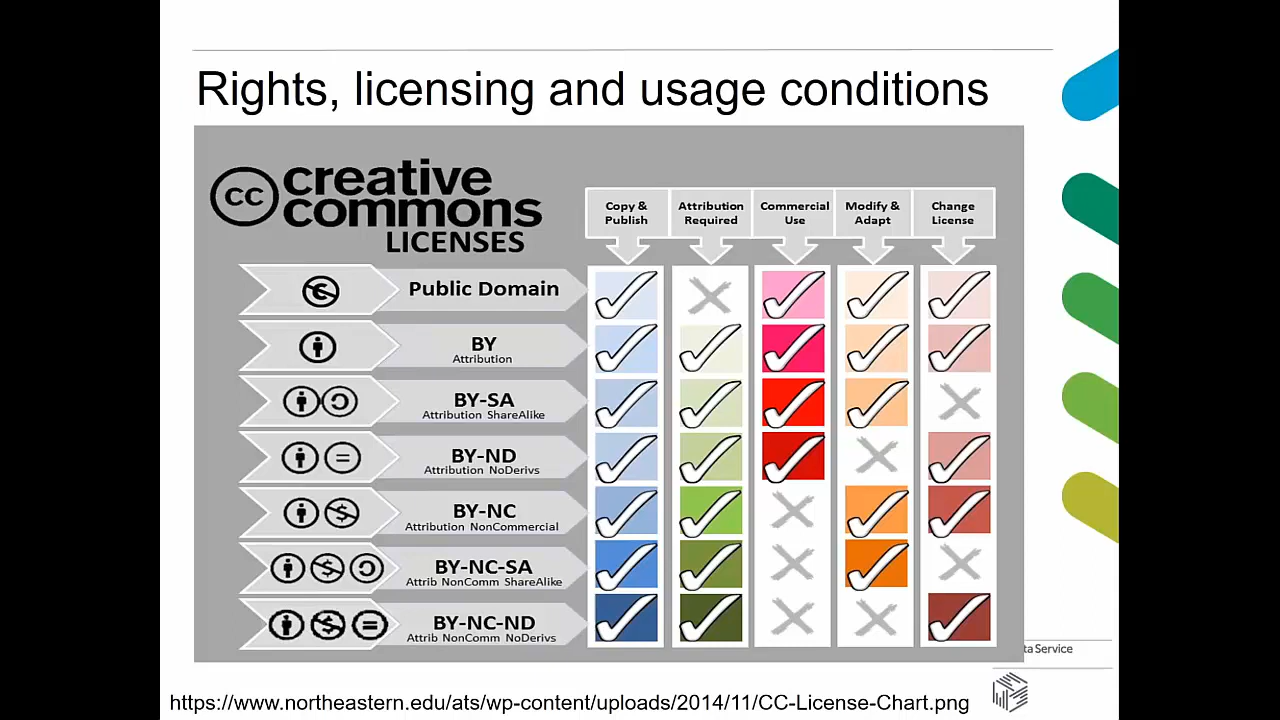 Rights, licensing and usage conditions
cc creative
commons
LICENSES
Copy &
Publish
Attribution
Required
Commercial
Use
Modify &
Adapt
Change
License
Public Domain
BY
Attribution
BY-SA
Attribution ShareAlike
BY-ND
Attribution NoDerivs
BY-NC
Attribution NonCommercial
BY-NC-SA
Attrib NonComm ShareAlike
BY-NC-ND
Attrib NonComm NoDerivs
ta Service
https://www.northeastern.edu/ats/wp-content/uploads/2014/11/CC-License-Chart.png